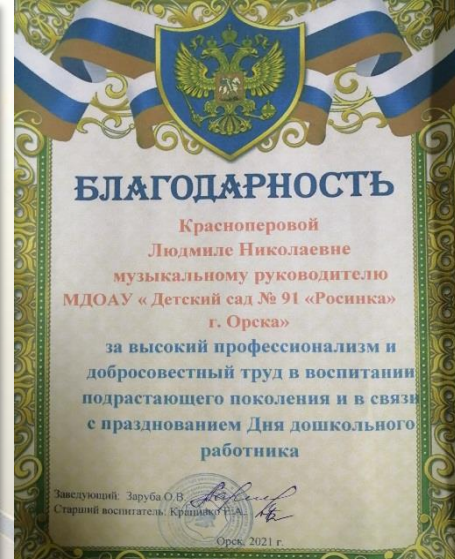 БЛАГОДАРНОСТЬ
Красноперовой
Людмиле Николаевне
музыкальному руководителю
МДОАУ « Детский сад № 91 «Росинка»
г. Орска»
за высокий профессионализм и
добросовестный труд в воспитании
подрастающего поколения и в связи
с празднованием Дня дошкольного
работника
Заведующий: Заруба О.В.
Старший воспитатель:
Орск, 2021 г.